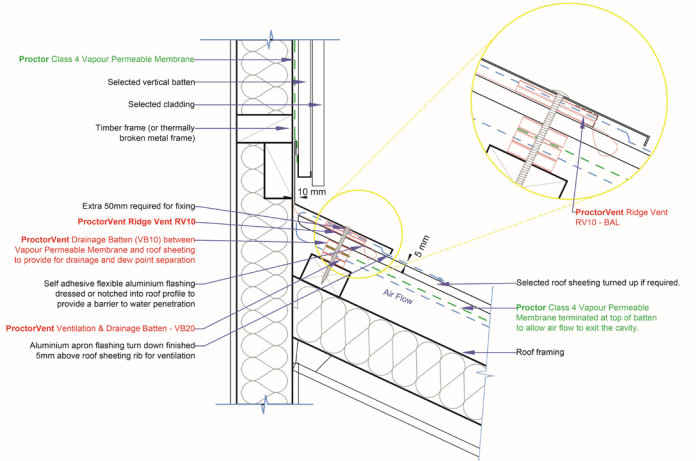 Proctor Class 4 Vapour Permeable Membrane
Selected vertical batten
Selected cladding
Timber frame (or thermally
broken metal frame)
10 mm
Extra 50mm required for fixing
ProctorVent Ridge Vent RV10
ProctorVent Drainage Batten (VB10) between
Vapour Permeable Membrane and roof sheeting
to provide for drainage and dew point separation
Self adhesive flexible aluminium flashing
dressed or notched into roof profile to
provide a barrier to water penetration
ProctorVent Ventilation & Drainage Batten - VB20
Aluminium apron flashing turn down finished
5mm above roof sheeting rib for ventilation
5 mm
Air Flow
ProctorVent Ridge Vent
RV10 - BAL
Selected roof sheeting turned up if required.
Proctor Class 4 Vapour Permeable
Membrane terminated at top of batten
to allow air flow to exit the cavity.
Roof framing